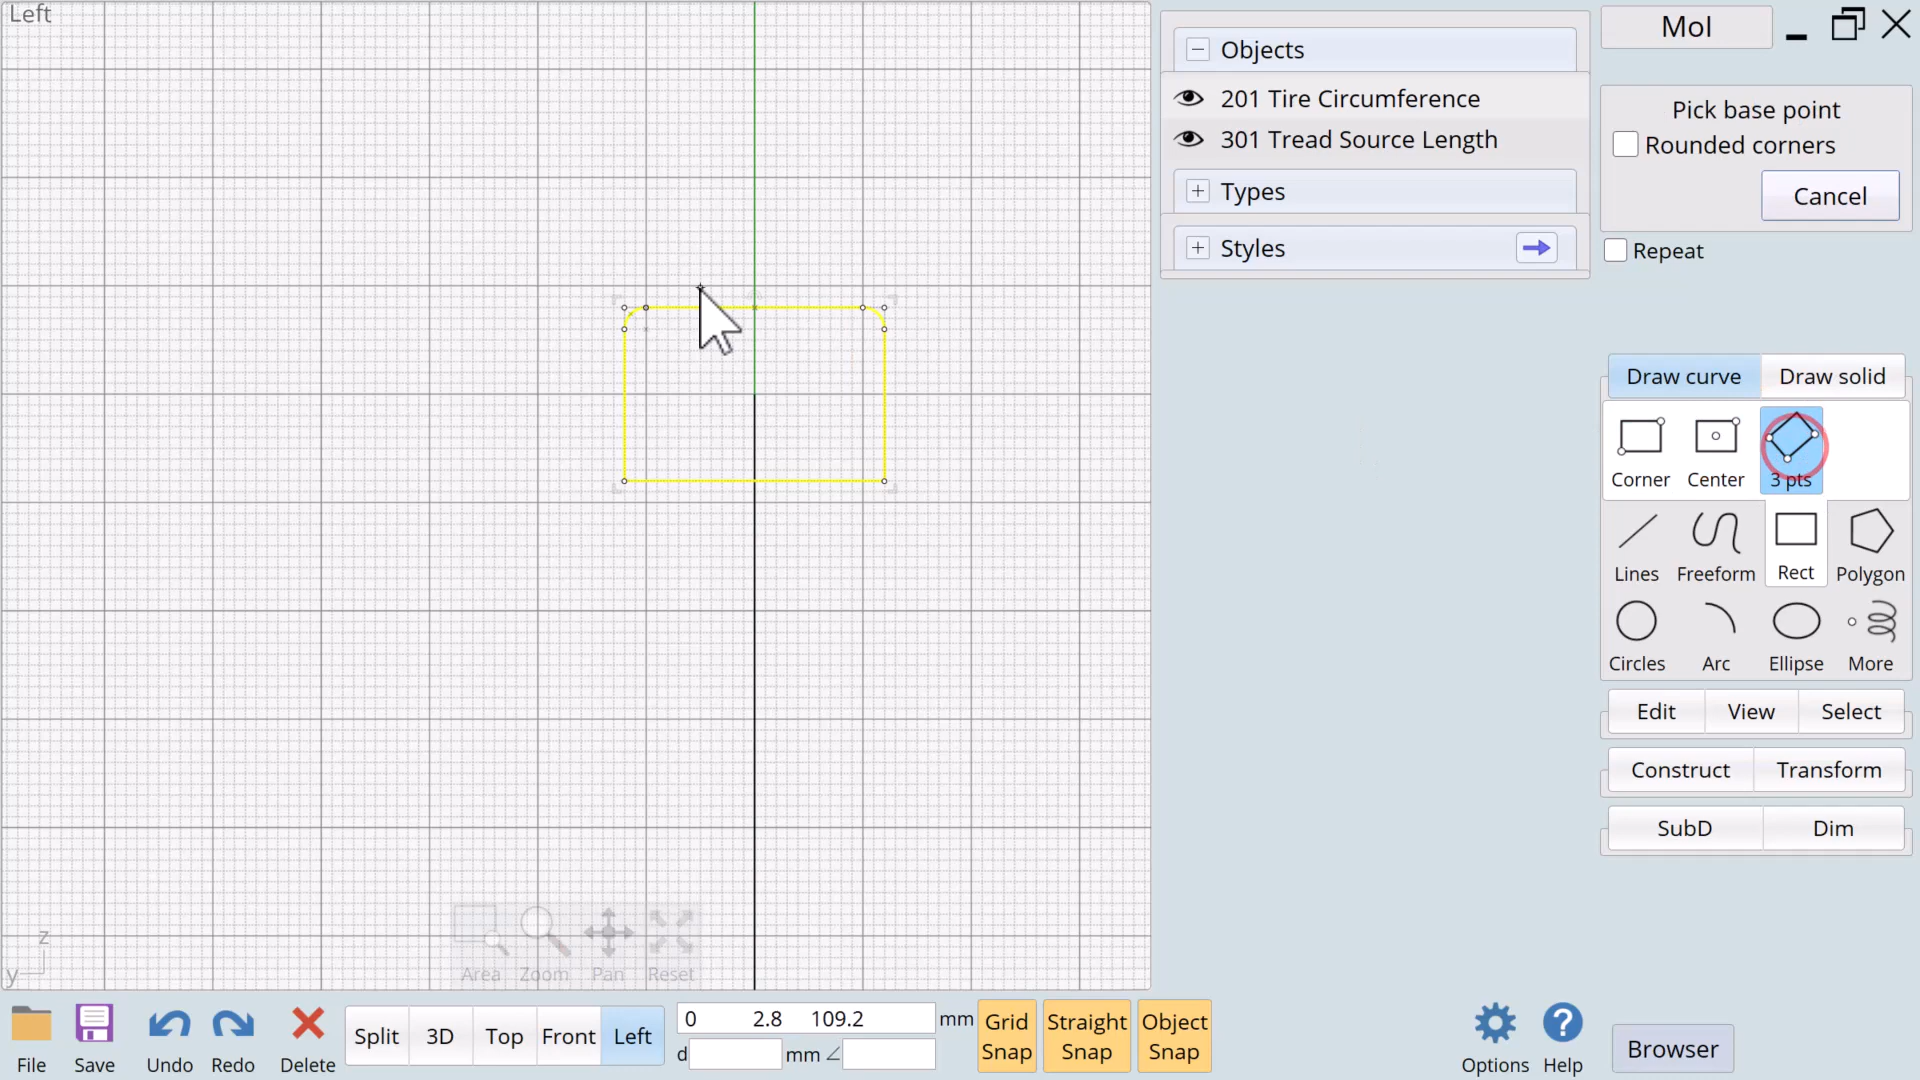 Left
z
y
Area Zoom Pan Reset
Objects
201 Tire Circumference
301 Tread Source Length
Types
Styles
MoI
Pick base point
Rounded corners
Cancel
Repeat
Draw curve Draw solid
Corner Center 3 pts
Lines Freeform Rect Polygon
Circles Arc Ellipse More
Edit View Select
Construct Transform
SubD Dim
File Save Undo Redo Delete
Split 3D Top Front Left
0 2.8 109.2 mm
d mm ∠
Grid Snap
Straight Snap
Object Snap
Options Help
Browser